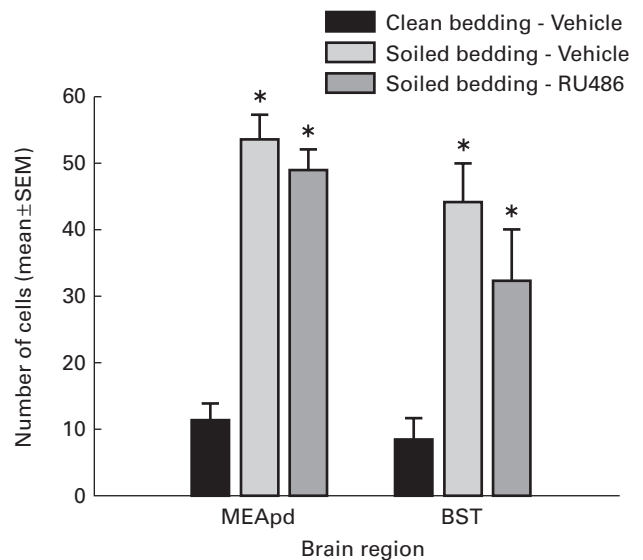 Clean bedding - Vehicle
Soiled bedding - Vehicle
Soiled bedding - RU486
Number of cells (mean±SEM)
60
50
40
30
20
10
0
*
*
*
*
MEApd
BST
Brain region